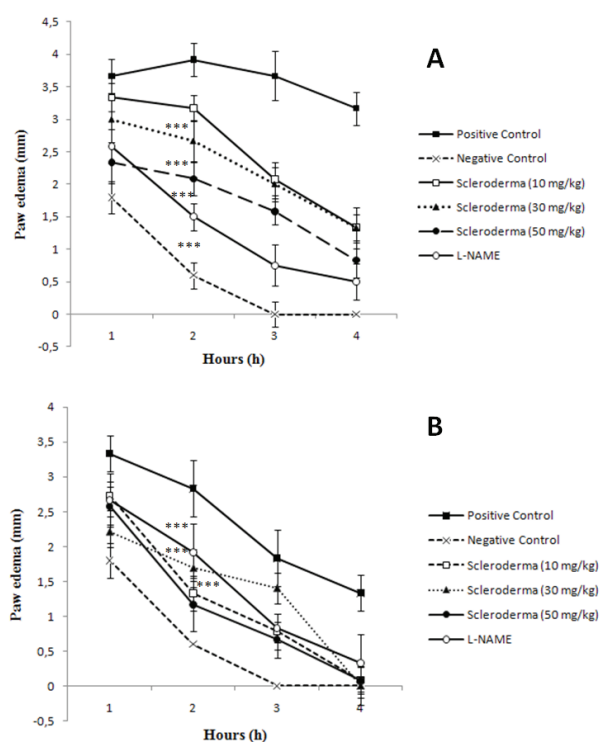 A
4
3,5
3
2,5
2
1,5
1
0,5
0
-0,5
Paw edema (mm)
***
***
***
***
1 2 3 4
Hours (h)
Positive Control
Negative Control
Scleroderma (10 mg/kg)
Scleroderma (30 mg/kg)
Scleroderma (50 mg/kg)
L-NAME
B
4
3,5
3
2,5
2
1,5
1
0,5
0
-0,5
Paw edema (mm)
***
***
***
1 2 3 4
Hours (h)
Positive Control
Negative Control
Scleroderma (10 mg/kg)
Scleroderma (30 mg/kg)
Scleroderma (50 mg/kg)
L-NAME